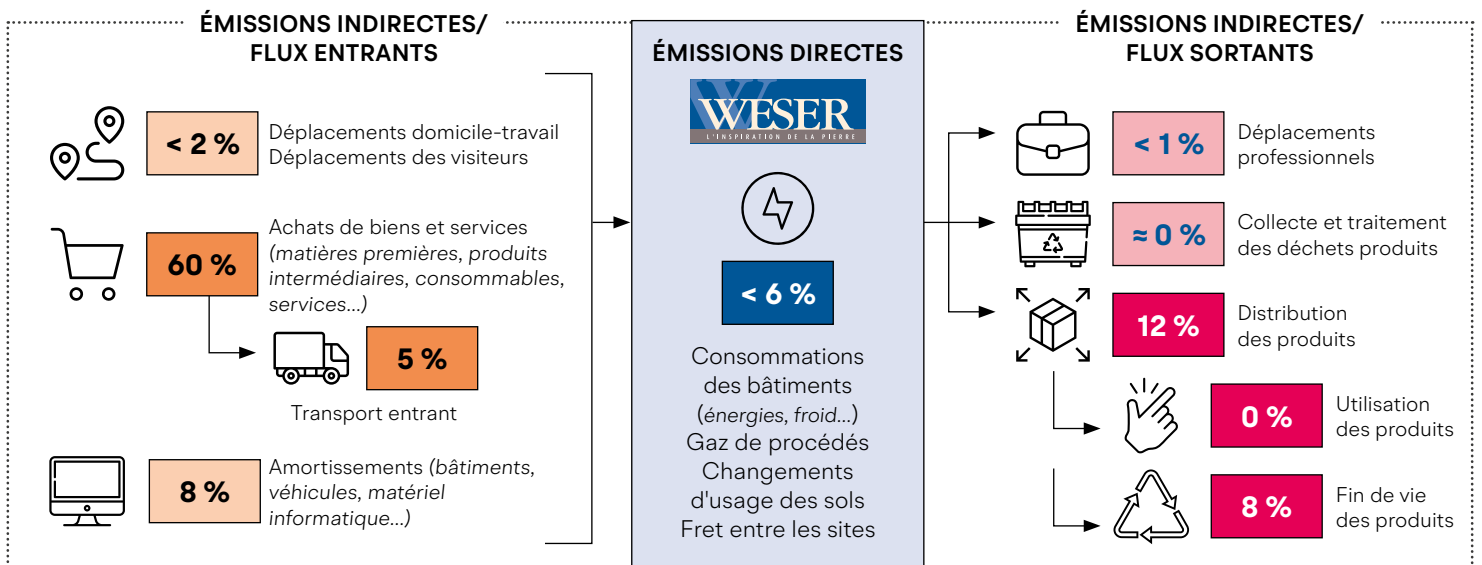 ÉMISSIONS INDIRECTES/
FLUX ENTRANTS
< 2 %
Déplacements domicile-travail
Déplacements des visiteurs
60 %
Achats de biens et services
(matières premières, produits
intermédiaires, consommables,
services...)
5 %
Transport entrant
8 %
Amortissements (bâtiments,
véhicules, matériel
informatique...)
ÉMISSIONS DIRECTES
WESER
L'INSPIRATION DE LA PIERRE
< 6 %
Consommations
des bâtiments
(énergies, froid...)
Gaz de procédés
Changements
d'usage des sols
Fret entre les sites
ÉMISSIONS INDIRECTES/
FLUX SORTANTS
< 1 %
Déplacements
professionnels
≈ 0 %
Collecte et traitement
des déchets produits
12 %
Distribution
des produits
0 %
Utilisation
des produits
8 %
Fin de vie
des produits